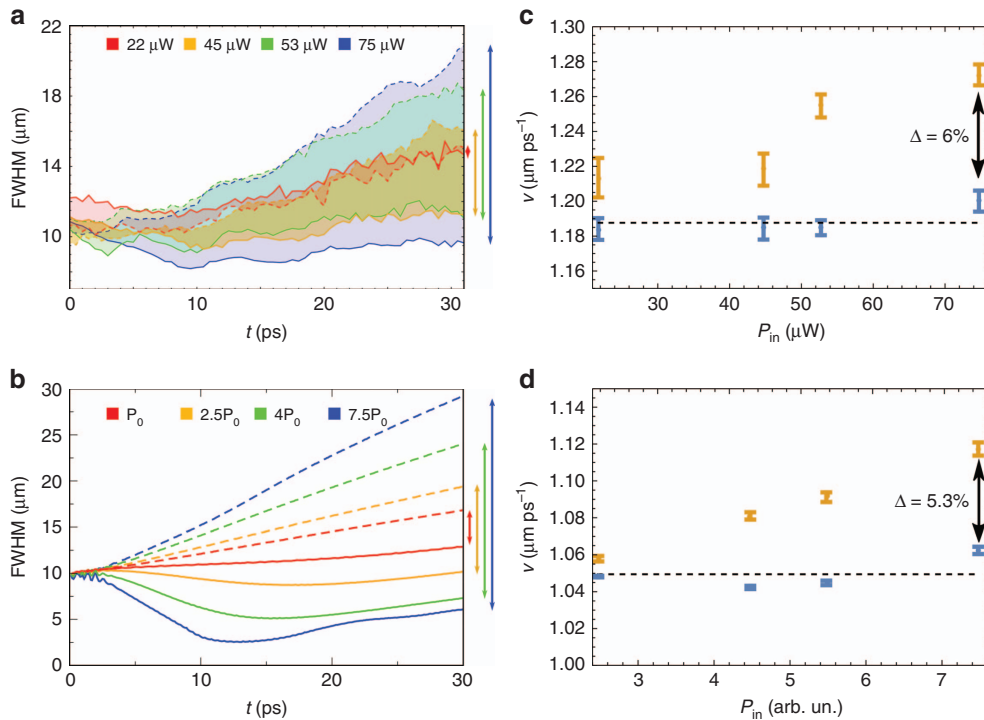 a
22
18
14
10
FWHM (μm)
22 μW
45 μW
53 μW
75 μW
0
10
20
30
t (ps)
c
1.30
1.28
1.26
1.24
1.22
1.20
1.18
1.16
v (μm ps⁻¹)
Δ = 6%
30
40
50
60
70
P_in (μW)
b
30
25
20
15
10
5
0
FWHM (μm)
P₀
2.5P₀
4P₀
7.5P₀
0
10
20
30
t (ps)
d
1.14
1.12
1.10
1.08
1.06
1.04
1.02
1.00
v (μm ps⁻¹)
Δ = 5.3%
3
4
5
6
7
P_in (arb. un.)